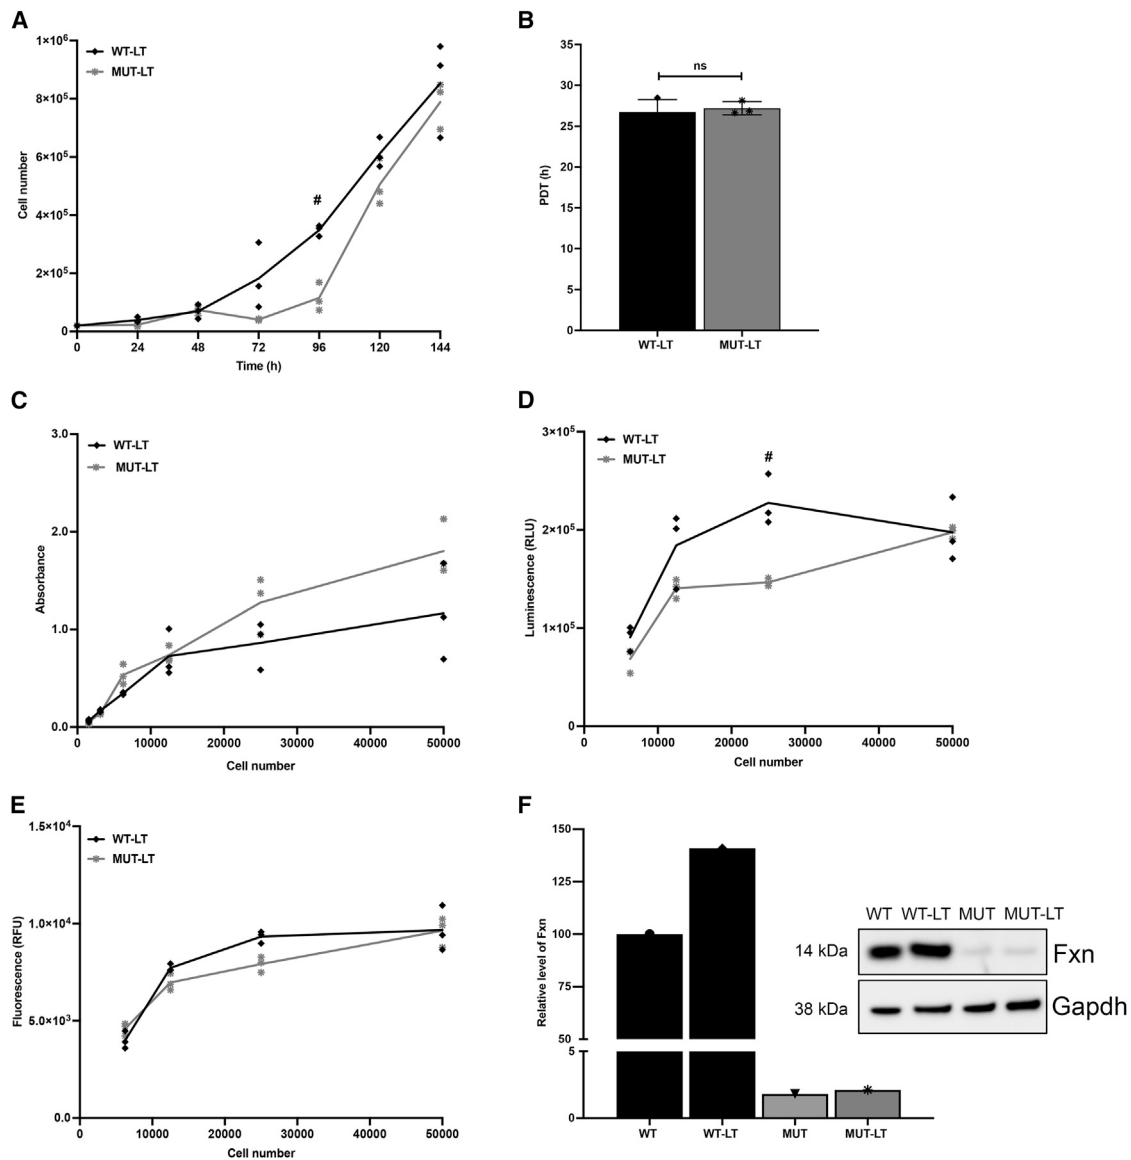 A
1×10⁶
8×10⁵
6×10⁵
4×10⁵
2×10⁵
0
Cell number
WT-LT
MUT-LT
#
0 24 48 72 96 120 144
Time (h)
B
35
30
25
20
15
10
5
0
PDT (h)
ns
WT-LT MUT-LT
C
3.0
2.0
1.0
0.0
Absorbance
WT-LT
MUT-LT
0 10000 20000 30000 40000 50000
Cell number
D
3×10⁵
2×10⁵
1×10⁵
0
Luminescence (RLU)
WT-LT
MUT-LT
#
0 10000 20000 30000 40000 50000
Cell number
E
1.5×10⁴
1.0×10⁴
5.0×10³
0.0
Fluorescence (RFU)
WT-LT
MUT-LT
0 10000 20000 30000 40000 50000
Cell number
F
150
125
100
75
50
5
0
Relative level of Fxn
WT WT-LT MUT MUT-LT
WT WT-LT MUT MUT-LT
14 kDa Fxn
38 kDa Gapdh